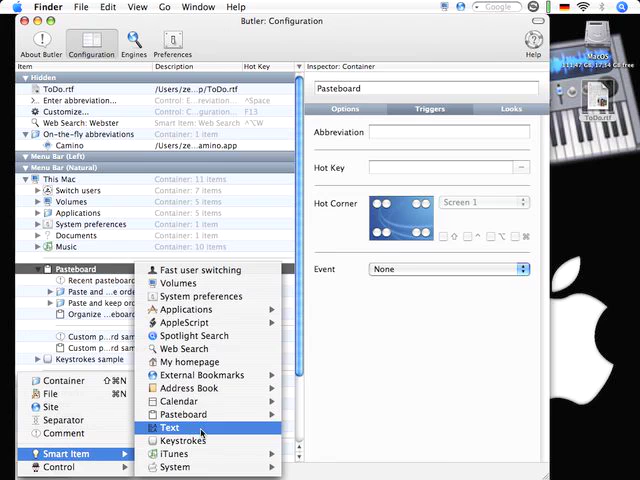 Finder File Edit View Go Window Help
Google
Butler: Configuration
About Butler Configuration Engines Preferences Help
Item Description Hot Key
Inspector: Container
Hidden
ToDo.rtf /Users/ze...p/ToDo.rtf
Enter abbreviation... Control: E...reviation... ^Space
Customize... Control: C...guration... F13
Web Search: Webster Smart Item: Web Search ^⌥W
On-the-fly abbreviations Container: 1 item
Camino /Users/ze...amino.app
Menu Bar (Left)
Menu Bar (Natural)
This Mac Container: 11 items
Switch users Container: 7 items
Volumes Container: 5 items
Applications Container: 2 items
System preferences Container: 2 items
Documents Container: 4 items
Music Container: 10 items
Pasteboard
Recent pasteboard
Paste and ...e orde
Paste and keep ord
Organize ...eboard
Custom p...rd sam
Custom p...rd sam
Keystrokes sample
Container ⇧⌘N
File ⌘N
Site
Separator
Comment
Smart Item
Control
Fast user switching
Volumes
System preferences
Applications
AppleScript
Spotlight Search
Web Search
My homepage
External Bookmarks
Address Book
Calendar
Pasteboard
Text
Keystrokes
iTunes
System
Pasteboard
Options Triggers Looks
Abbreviation
Hot Key
Hot Corner
Screen 1
⇧ ^ ⌥ ⌘
Event None
MacOS
ToDo.rtf